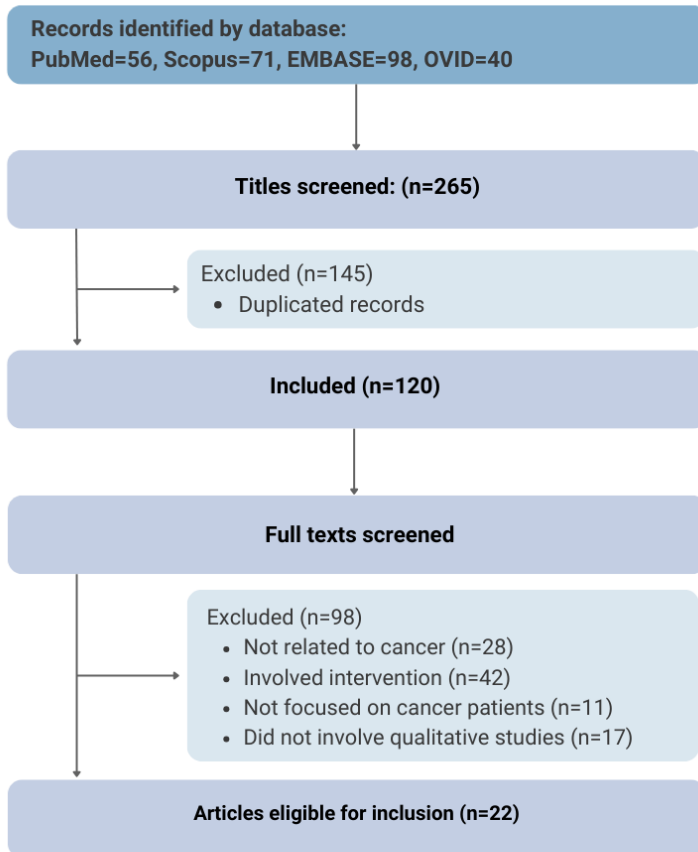 Records identified by database:
PubMed=56, Scopus=71, EMBASE=98, OVID=40
Titles screened: (n=265)
Excluded (n=145)
• Duplicated records
Included (n=120)
Full texts screened
Excluded (n=98)
• Not related to cancer (n=28)
• Involved intervention (n=42)
• Not focused on cancer patients (n=11)
• Did not involve qualitative studies (n=17)
Articles eligible for inclusion (n=22)